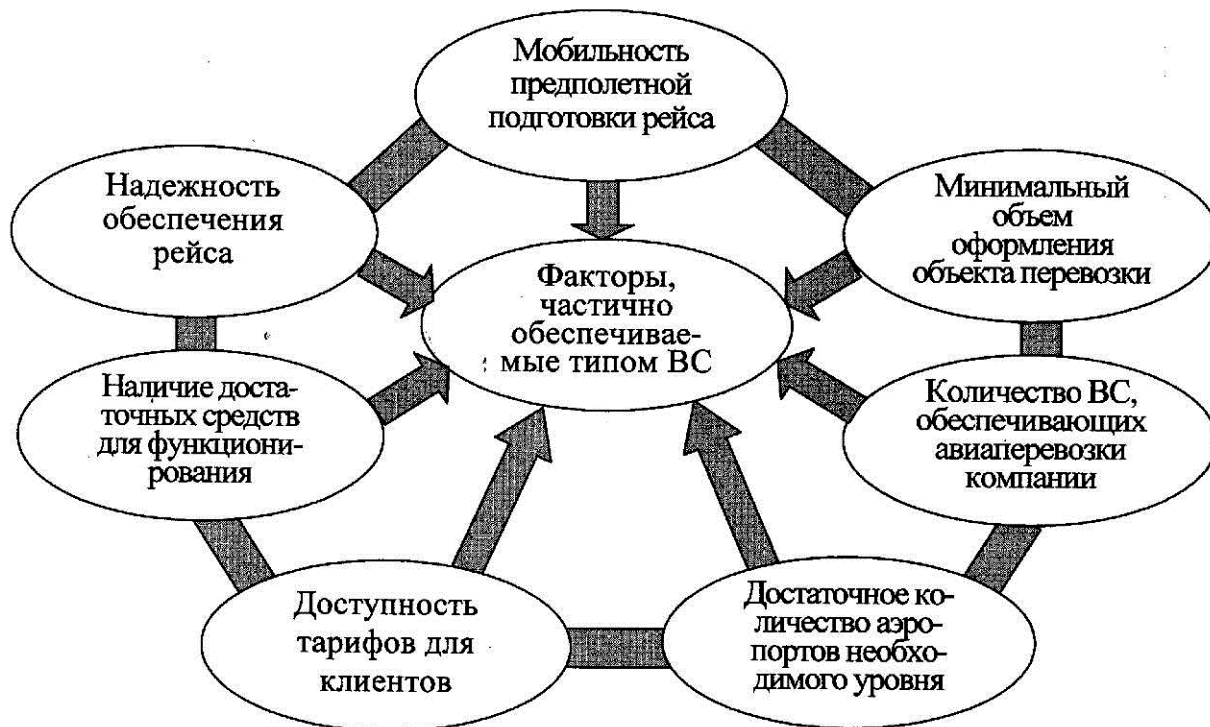 Мобильность
предполетной
подготовки рейса
Надежность
обеспечения
рейса
Минимальный
объем
оформления
объекта перевозки
Факторы,
частично
обеспечивае-
мые типом ВС
Наличие доста-
точных средств
для функциони-
рования
Количество ВС,
обеспечивающих
авиаперевозки
компании
Доступность
тарифов для
клиентов
Достаточное ко-
личество аэро-
портов необхо-
димого уровня